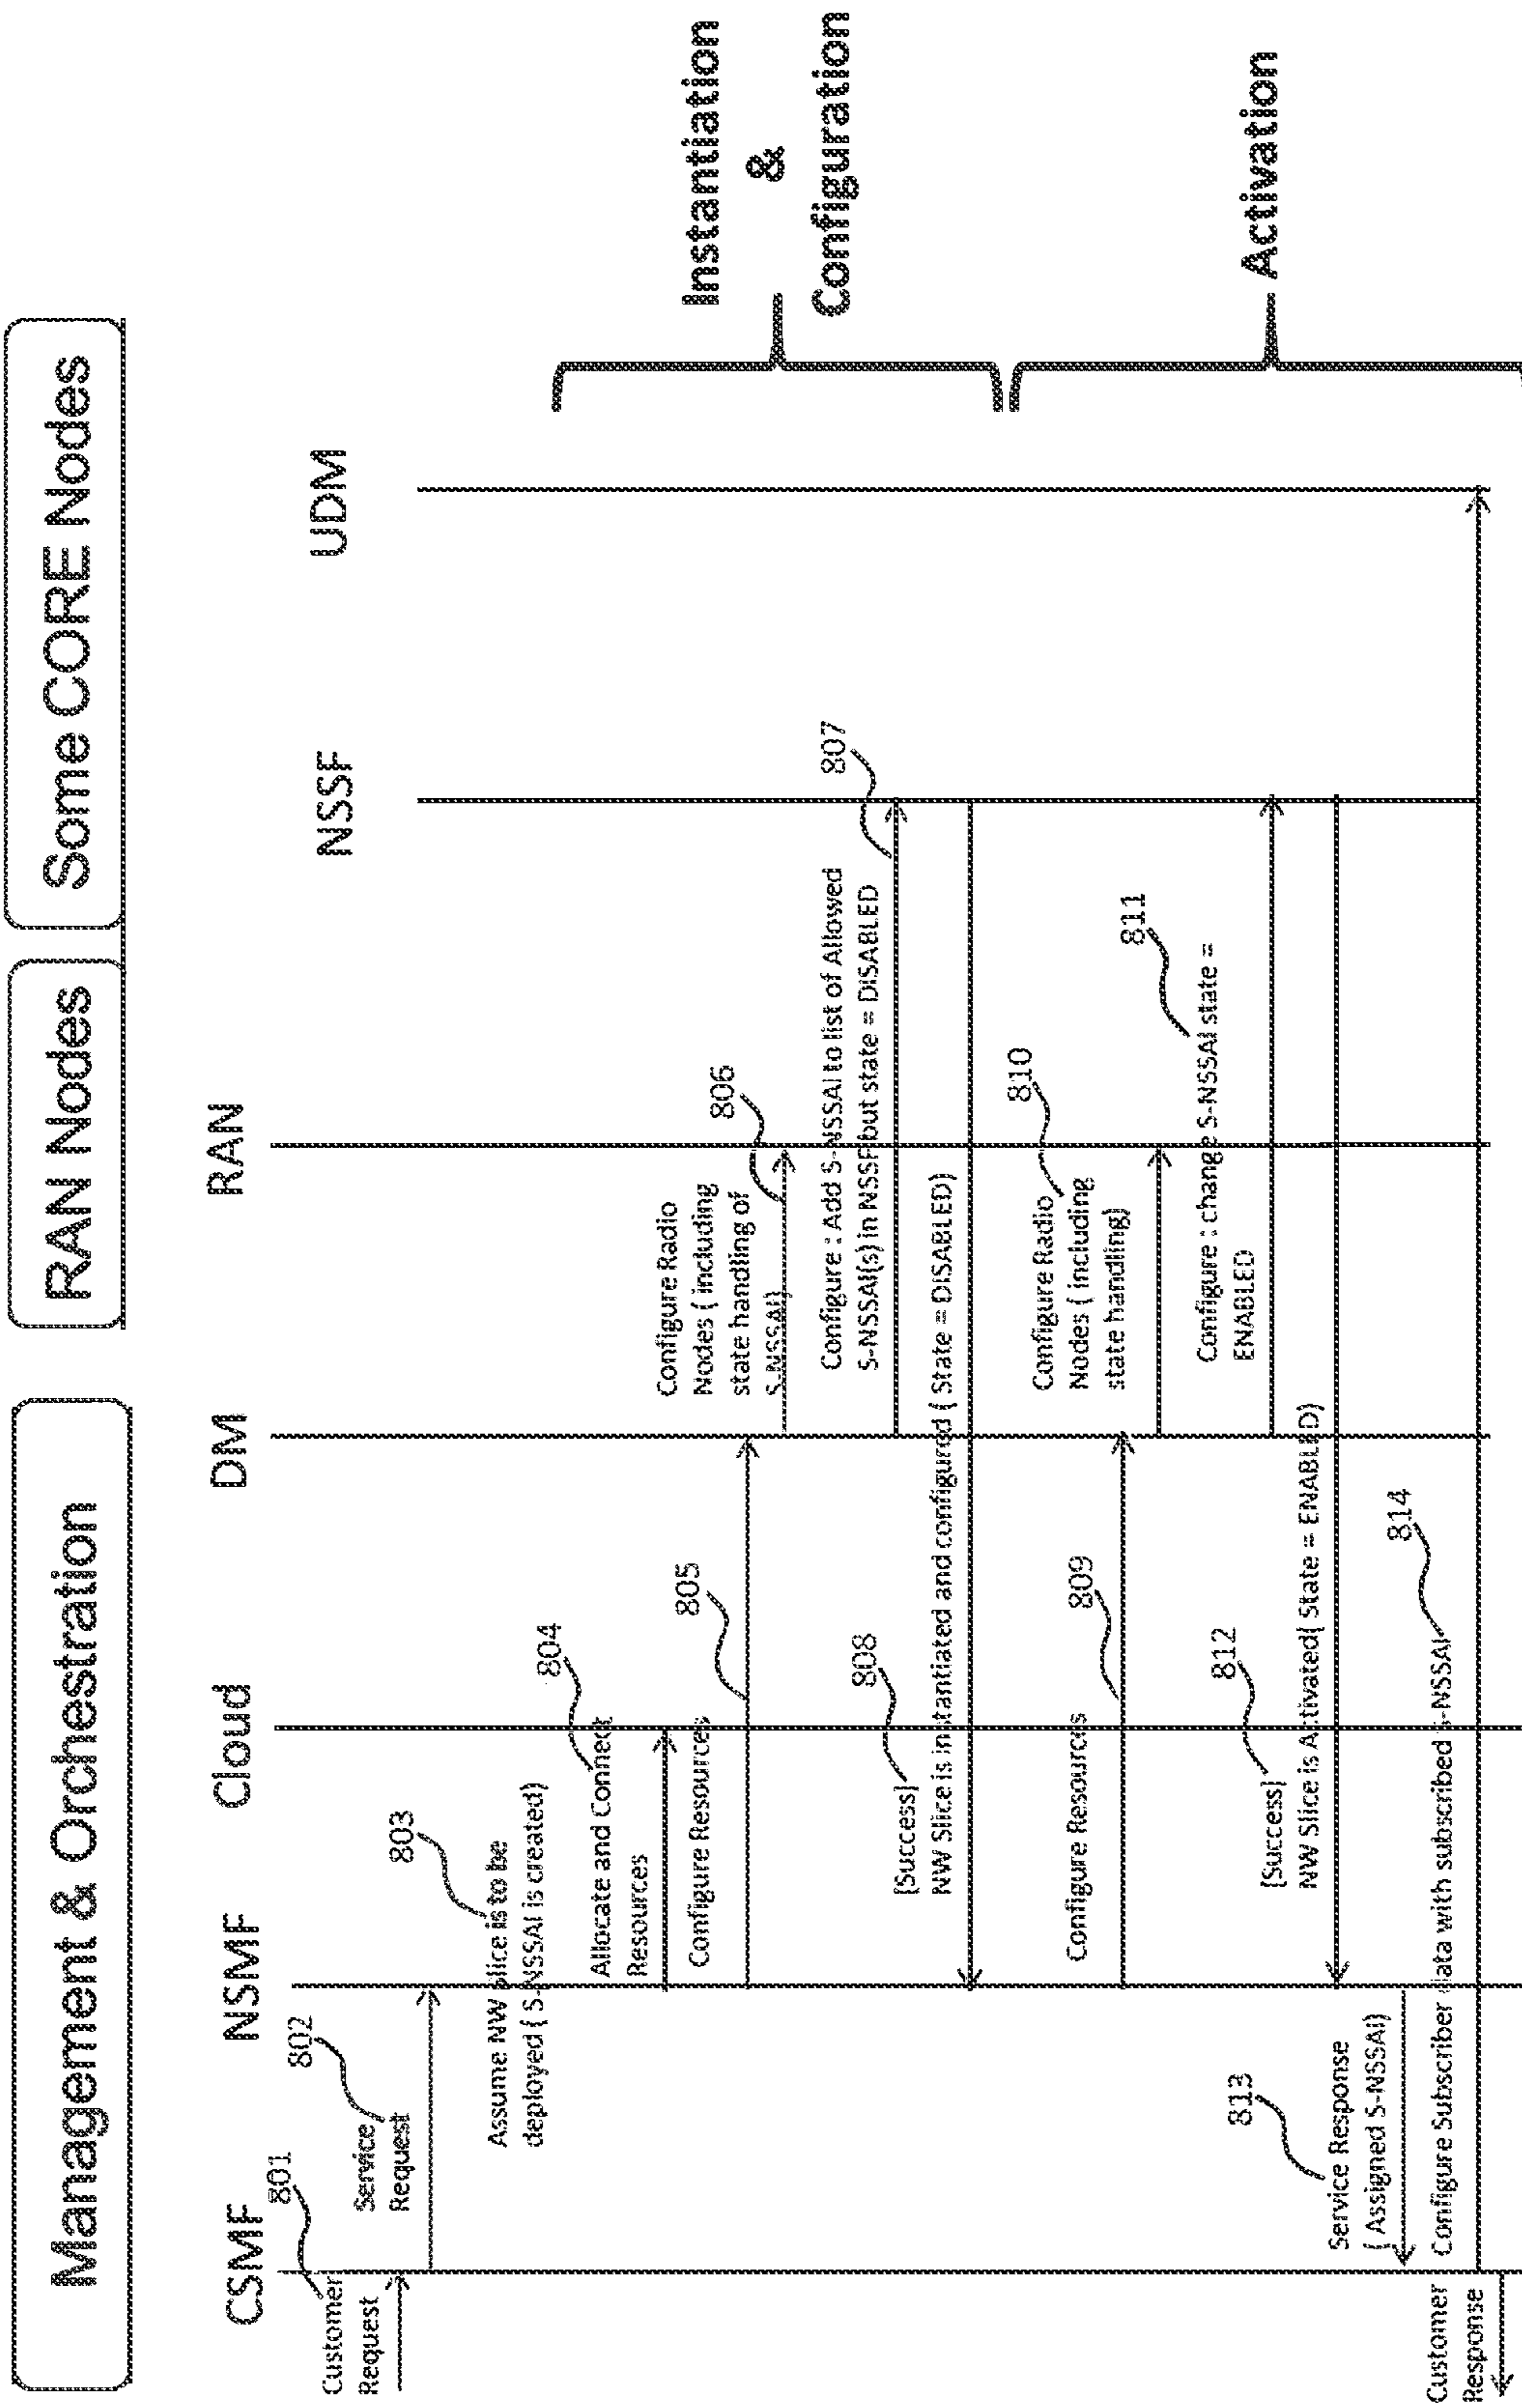 Management & Orchestration
RAN Nodes
Some CORE Nodes
CSMF
NSMF
Cloud
DM
RAN
NSSF
UDM
801
Customer
Request
802
Service
Request
803
Assume NW slice is to be
deployed ( S-NSSAI is created)
804
Allocate and Connect
Resources
805
Configure Resources
806
Configure Radio
Nodes ( including
state handling of
S-NSSAI)
807
Configure : Add S-NSSAI to list of Allowed
S-NSSAI(s) in NSSF but state = DISABLED
808
[Success]
NW Slice is instantiated and configured ( State = DISABLED)
Instantiation
&
Configuration
809
Configure Resources
810
Configure Radio
Nodes ( including
state handling)
811
Configure : change S-NSSAI state =
ENABLED
812
[Success]
NW Slice is Activated( State = ENABLED)
Activation
813
Service Response
( Assigned S-NSSAI)
814
Configure Subscriber data with subscribed S-NSSAI
Customer
Response